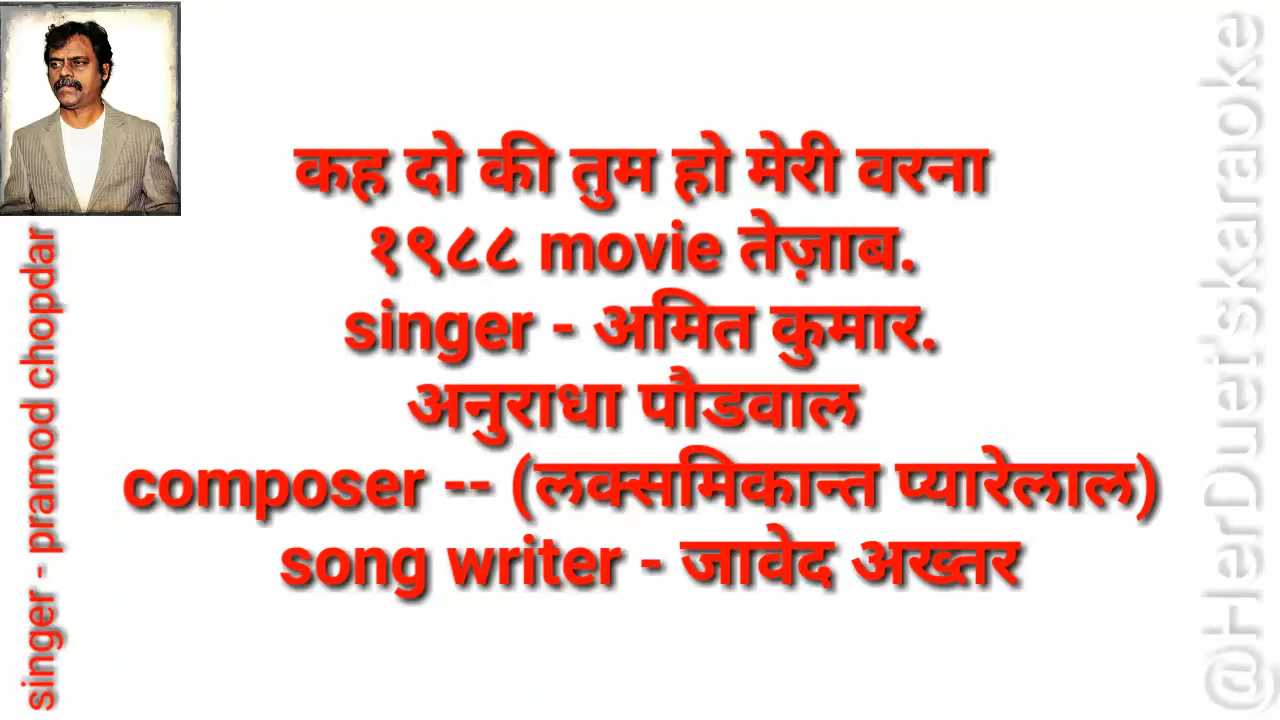 कह दो की तुम हो मेरी वरना
१९८८ movie तेज़ाब.
singer - अमित कुमार.
अनुराधा पौडवाल
composer -- (लक्समिकान्त प्यारेलाल)
song writer - जावेद अख्तर
singer - pramod chopdar
@HerDuet'skaraoke